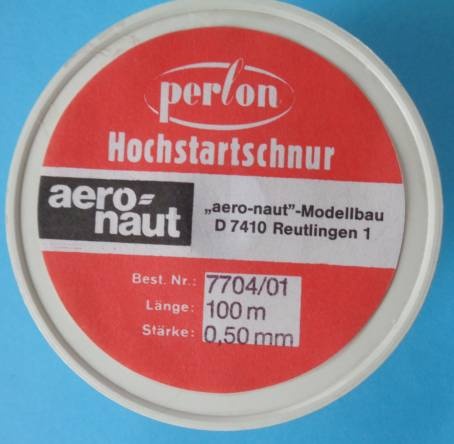 perlon
Hochstartschnur
aero=
naut
„aero-naut”-Modellbau
D 7410 Reutlingen 1
Best. Nr.: 7704/01
Länge: 100 m
Stärke: 0,50 mm